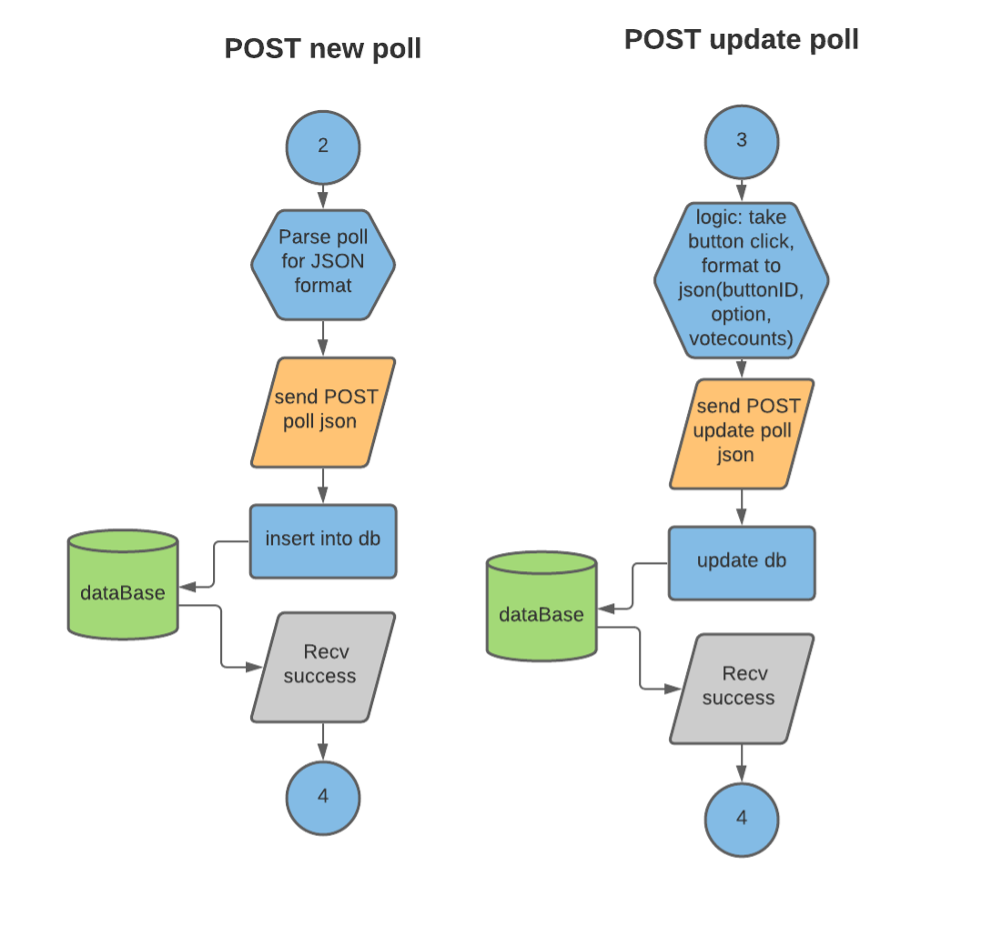 POST new poll
2
Parse poll
for JSON
format
send POST
poll json
insert into db
dataBase
Recv
success
4
POST update poll
3
logic: take
button click,
format to
json(buttonID,
option,
votecounts)
send POST
update poll
json
update db
dataBase
Recv
success
4